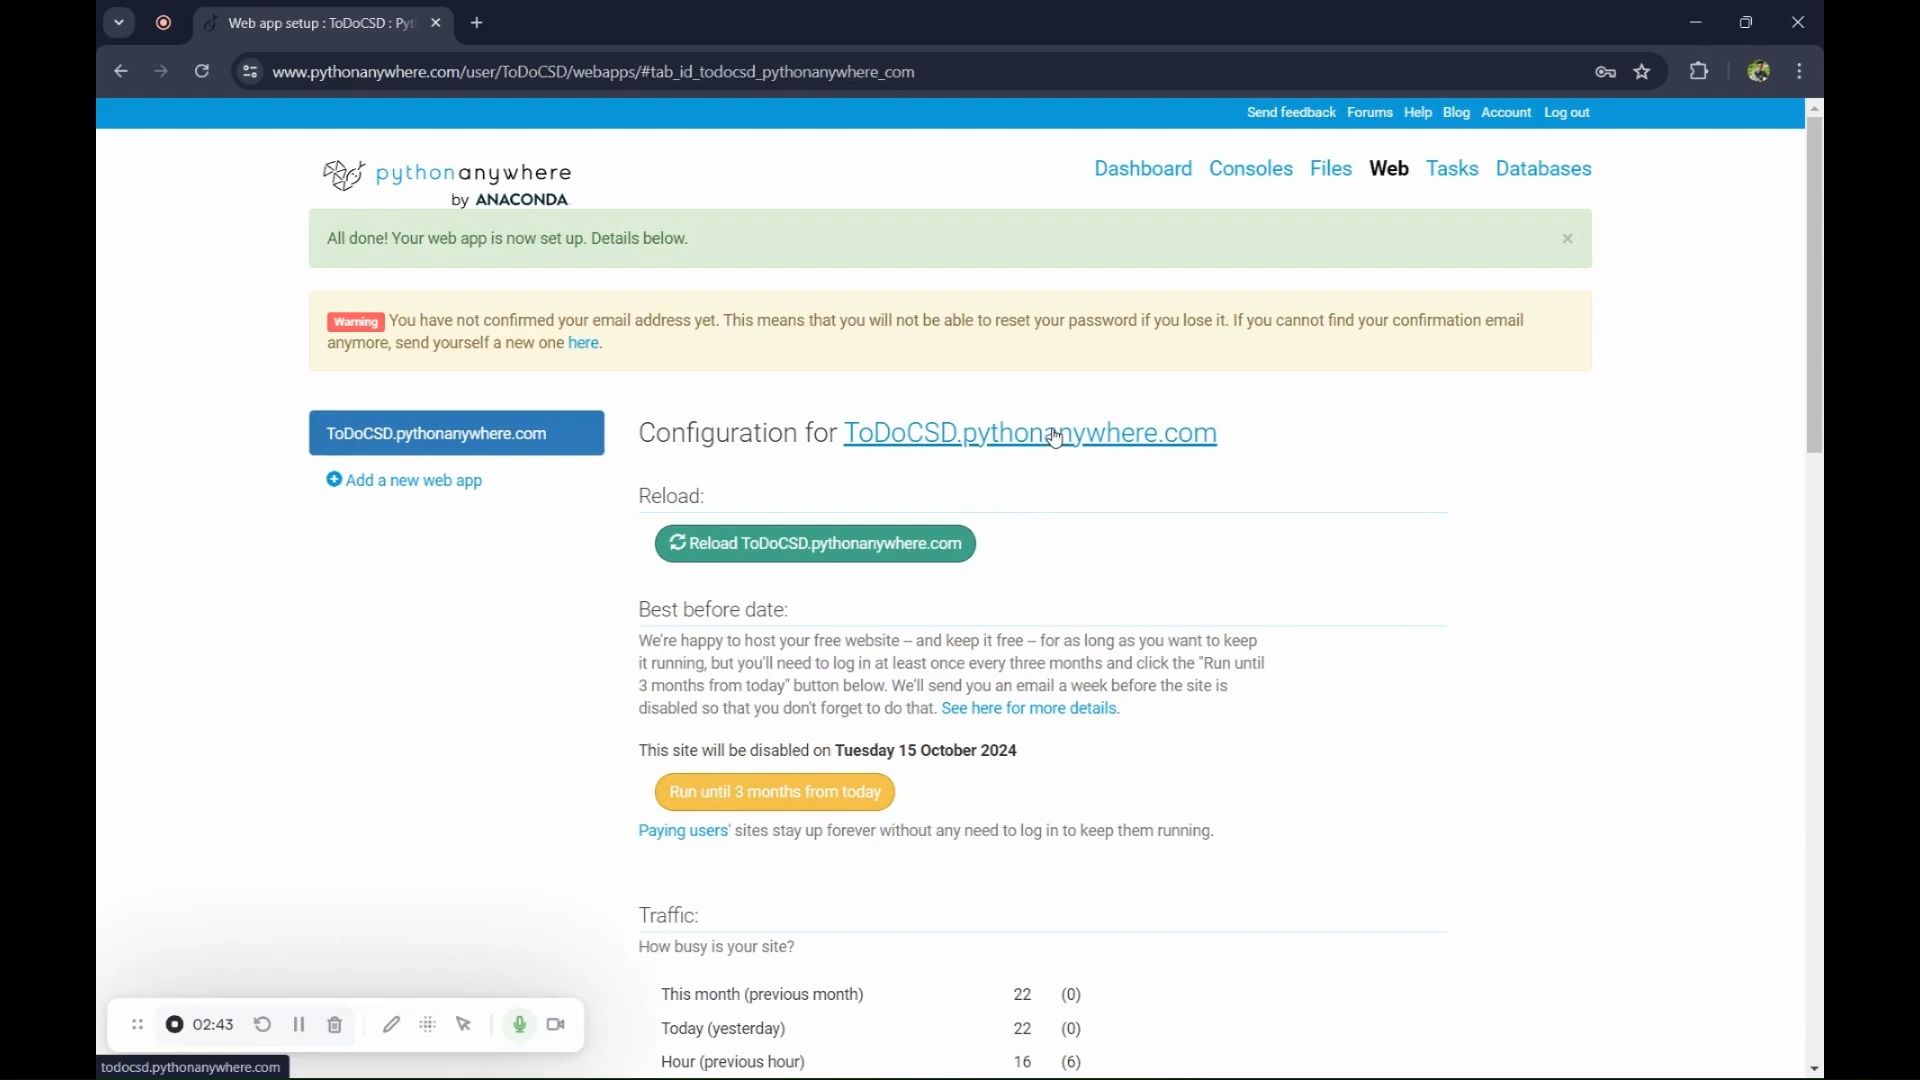 Web app setup : ToDoCSD : Pyt
www.pythonanywhere.com/user/ToDoCSD/webapps/#tab_id_todocsd_pythonanywhere_com
Send feedback Forums Help Blog Account Log out
pythonanywhere
by ANACONDA
Dashboard Consoles Files Web Tasks Databases
All done! Your web app is now set up. Details below.
Warning You have not confirmed your email address yet. This means that you will not be able to reset your password if you lose it. If you cannot find your confirmation email
anymore, send yourself a new one here.
ToDoCSD.pythonanywhere.com
Add a new web app
Configuration for ToDoCSD.pythonanywhere.com
Reload:
Reload ToDoCSD.pythonanywhere.com
Best before date:
We're happy to host your free website -- and keep it free -- for as long as you want to keep
it running, but you'll need to log in at least once every three months and click the "Run until
3 months from today" button below. We'll send you an email a week before the site is
disabled so that you don't forget to do that. See here for more details.
This site will be disabled on Tuesday 15 October 2024
Run until 3 months from today
Paying users' sites stay up forever without any need to log in to keep them running.
Traffic:
How busy is your site?
This month (previous month) 22 (0)
Today (yesterday) 22 (0)
Hour (previous hour) 16 (6)
02:43
todocsd.pythonanywhere.com